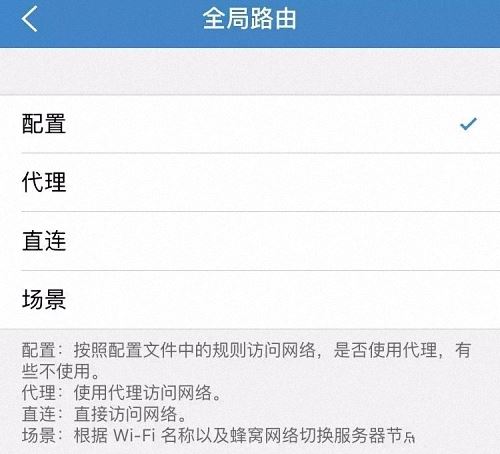 全局路由
配置
代理
直连
场景
配置：按照配置文件中的规则访问网络，是否使用代理，有
些不使用。
代理：使用代理访问网络。
直连：直接访问网络。
场景：根据 Wi-Fi 名称以及蜂窝网络切换服务器节点